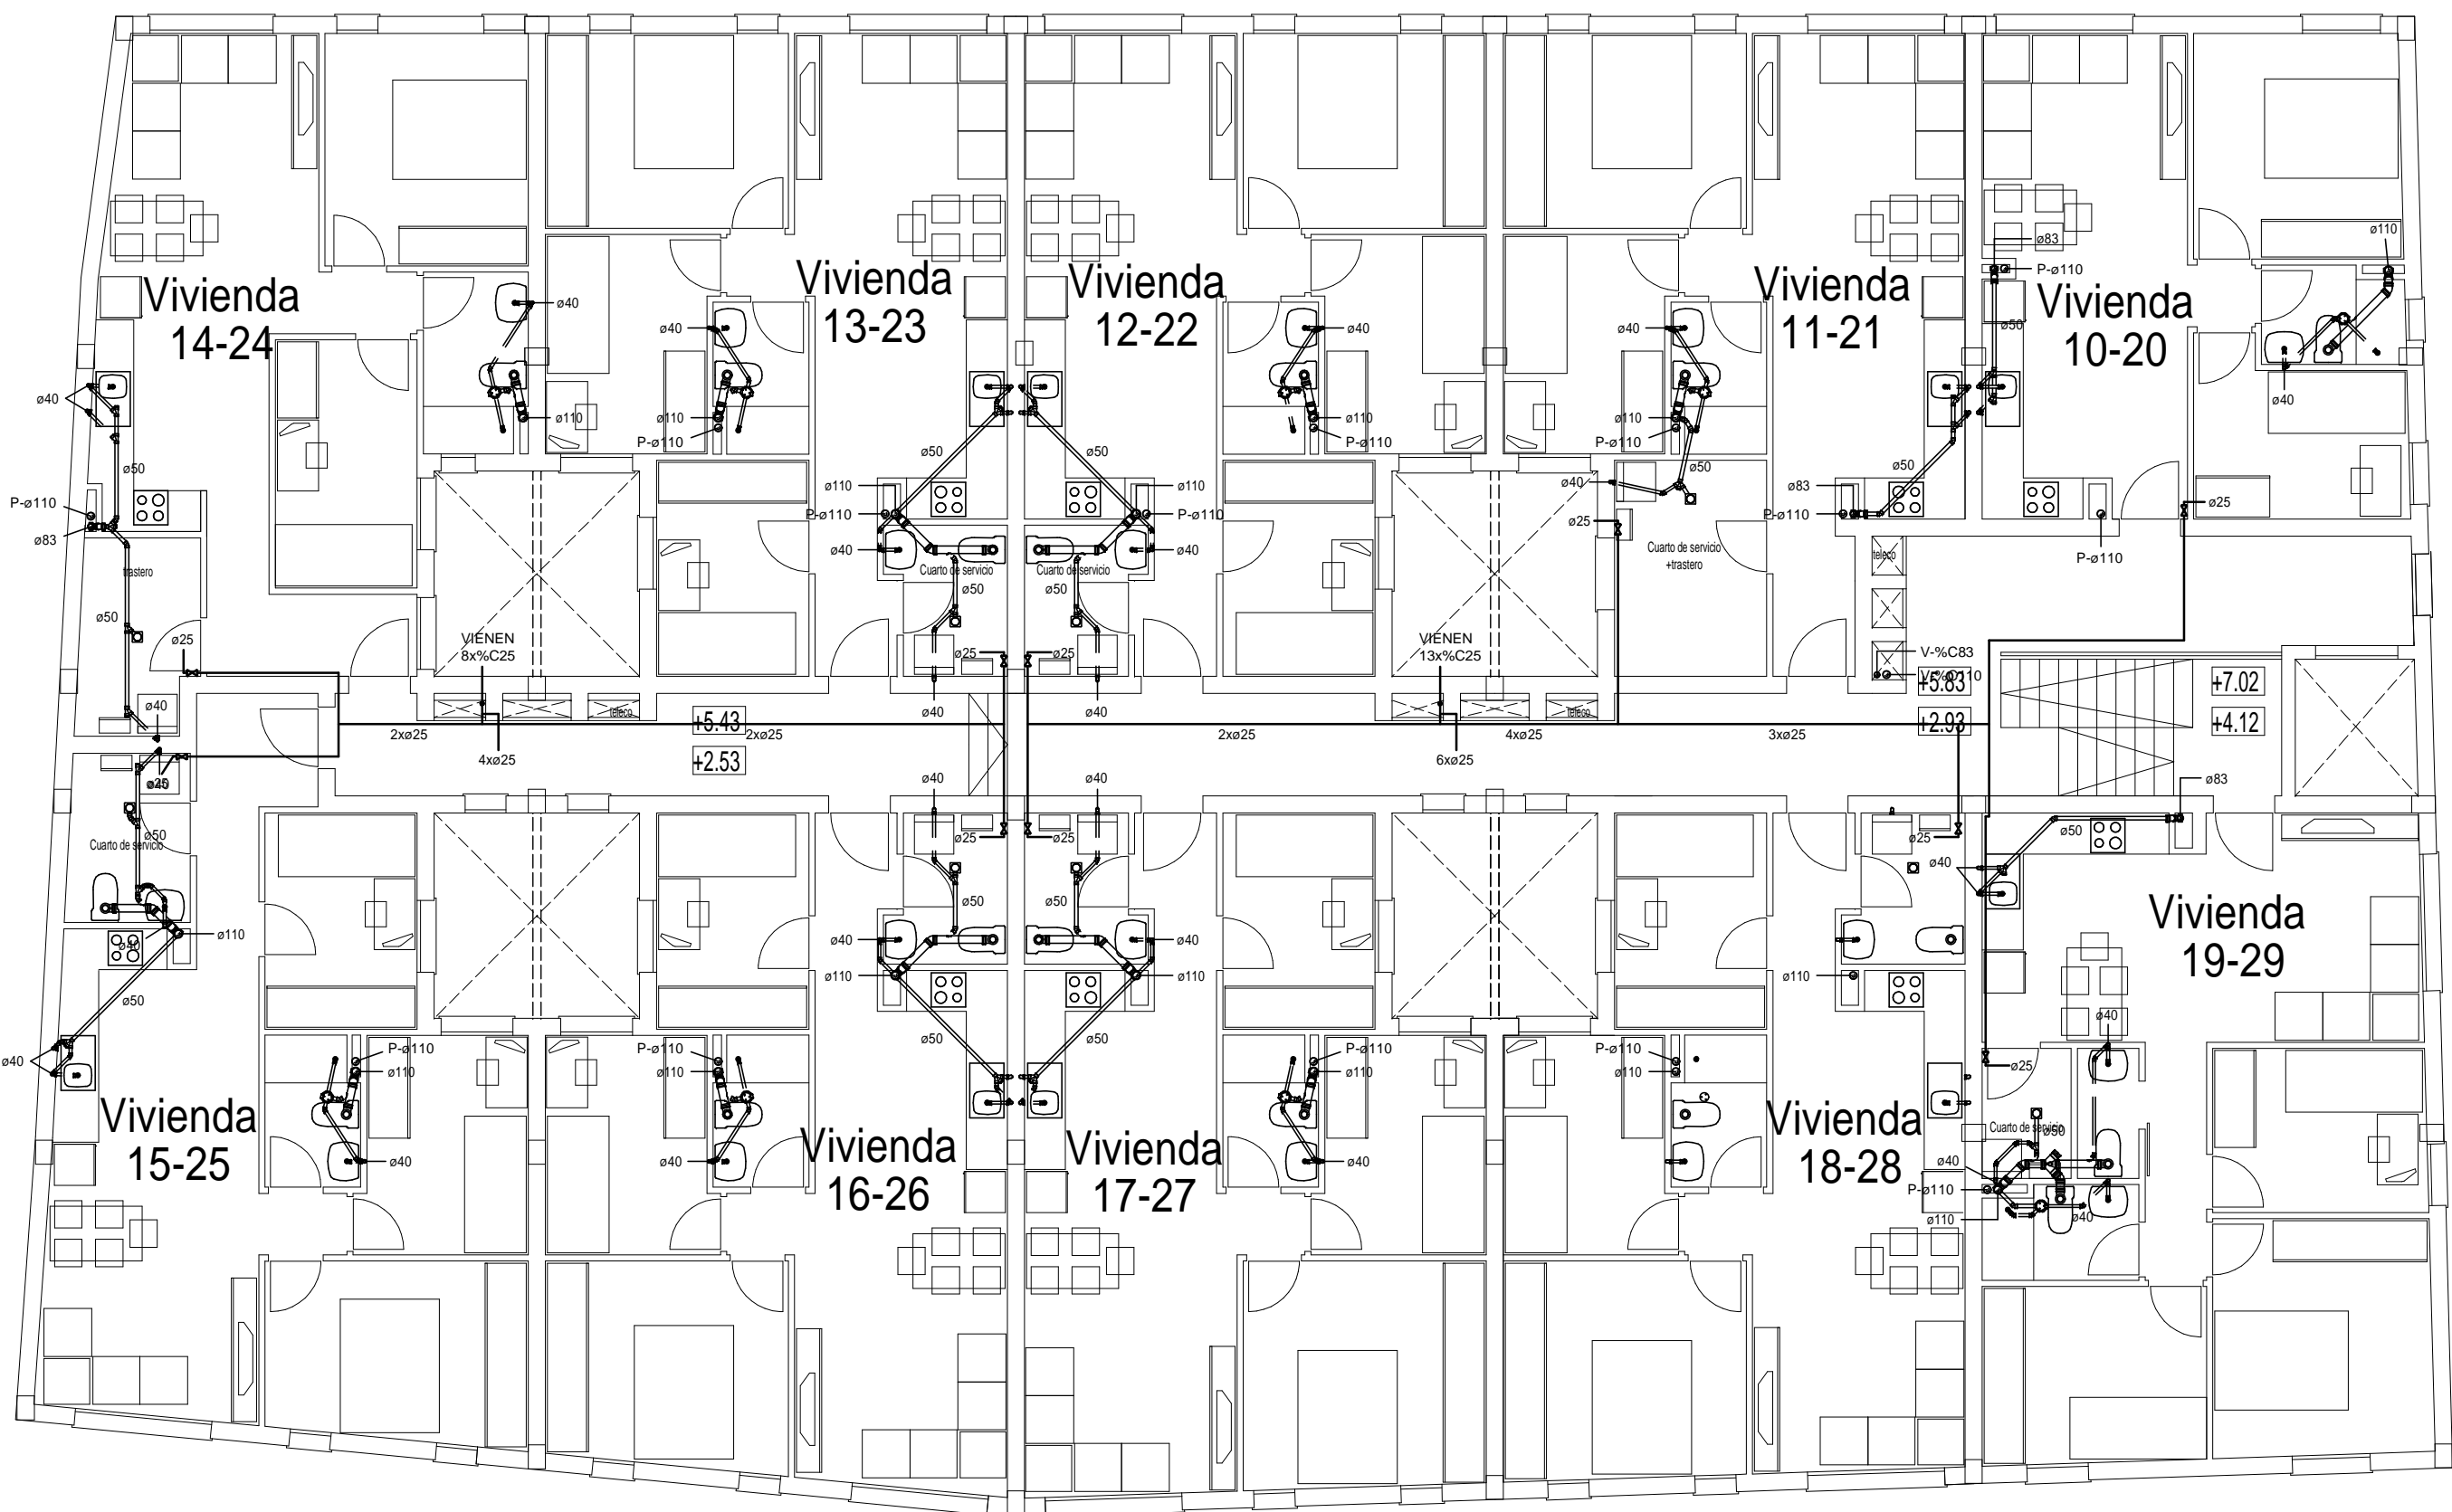 ø83
ø110
P-ø110
Vivienda
14-24
Vivienda
13-23
Vivienda
12-22
Vivienda
11-21
Vivienda
10-20
ø40
ø40
ø40
ø40
ø50
ø40
ø40
ø110
ø110
P-ø110
ø110
P-ø110
ø110
P-ø110
ø50
ø50
ø50
ø50
ø50
P-ø110
ø83
ø110
P-ø110
ø110
P-ø110
ø40
ø83
P-ø110
ø25
ø25
P-ø110
ø40
ø40
trastero
Cuarto de servicio
Cuarto de servicio
Cuarto de servicio
+trastero
teleco
ø50
ø50
ø50
ø25
VIENEN
8x%C25
ø25
ø25
VIENEN
13x%C25
V-%C83
V-%C110
+5.83
+7.02
ø40
ø40
ø40
teleco
teleco
+5.43
+2.93
+4.12
2xø25
2xø25
2xø25
4xø25
3xø25
4xø25
+2.53
6xø25
ø25
ø40
ø40
ø40
ø83
ø50
Cuarto de servicio
ø25
ø25
ø25
ø50
ø40
ø50
ø50
ø40
ø110
ø40
ø40
ø40
ø110
ø110
ø110
Vivienda
19-29
ø50
ø50
ø50
ø40
ø40
P-ø110
ø110
P-ø110
ø110
P-ø110
ø110
P-ø110
ø110
ø25
Vivienda
15-25
Vivienda
16-26
Vivienda
17-27
Vivienda
18-28
Cuarto de servicio
ø50
ø40
ø40
ø40
ø40
P-ø110
ø110
ø40